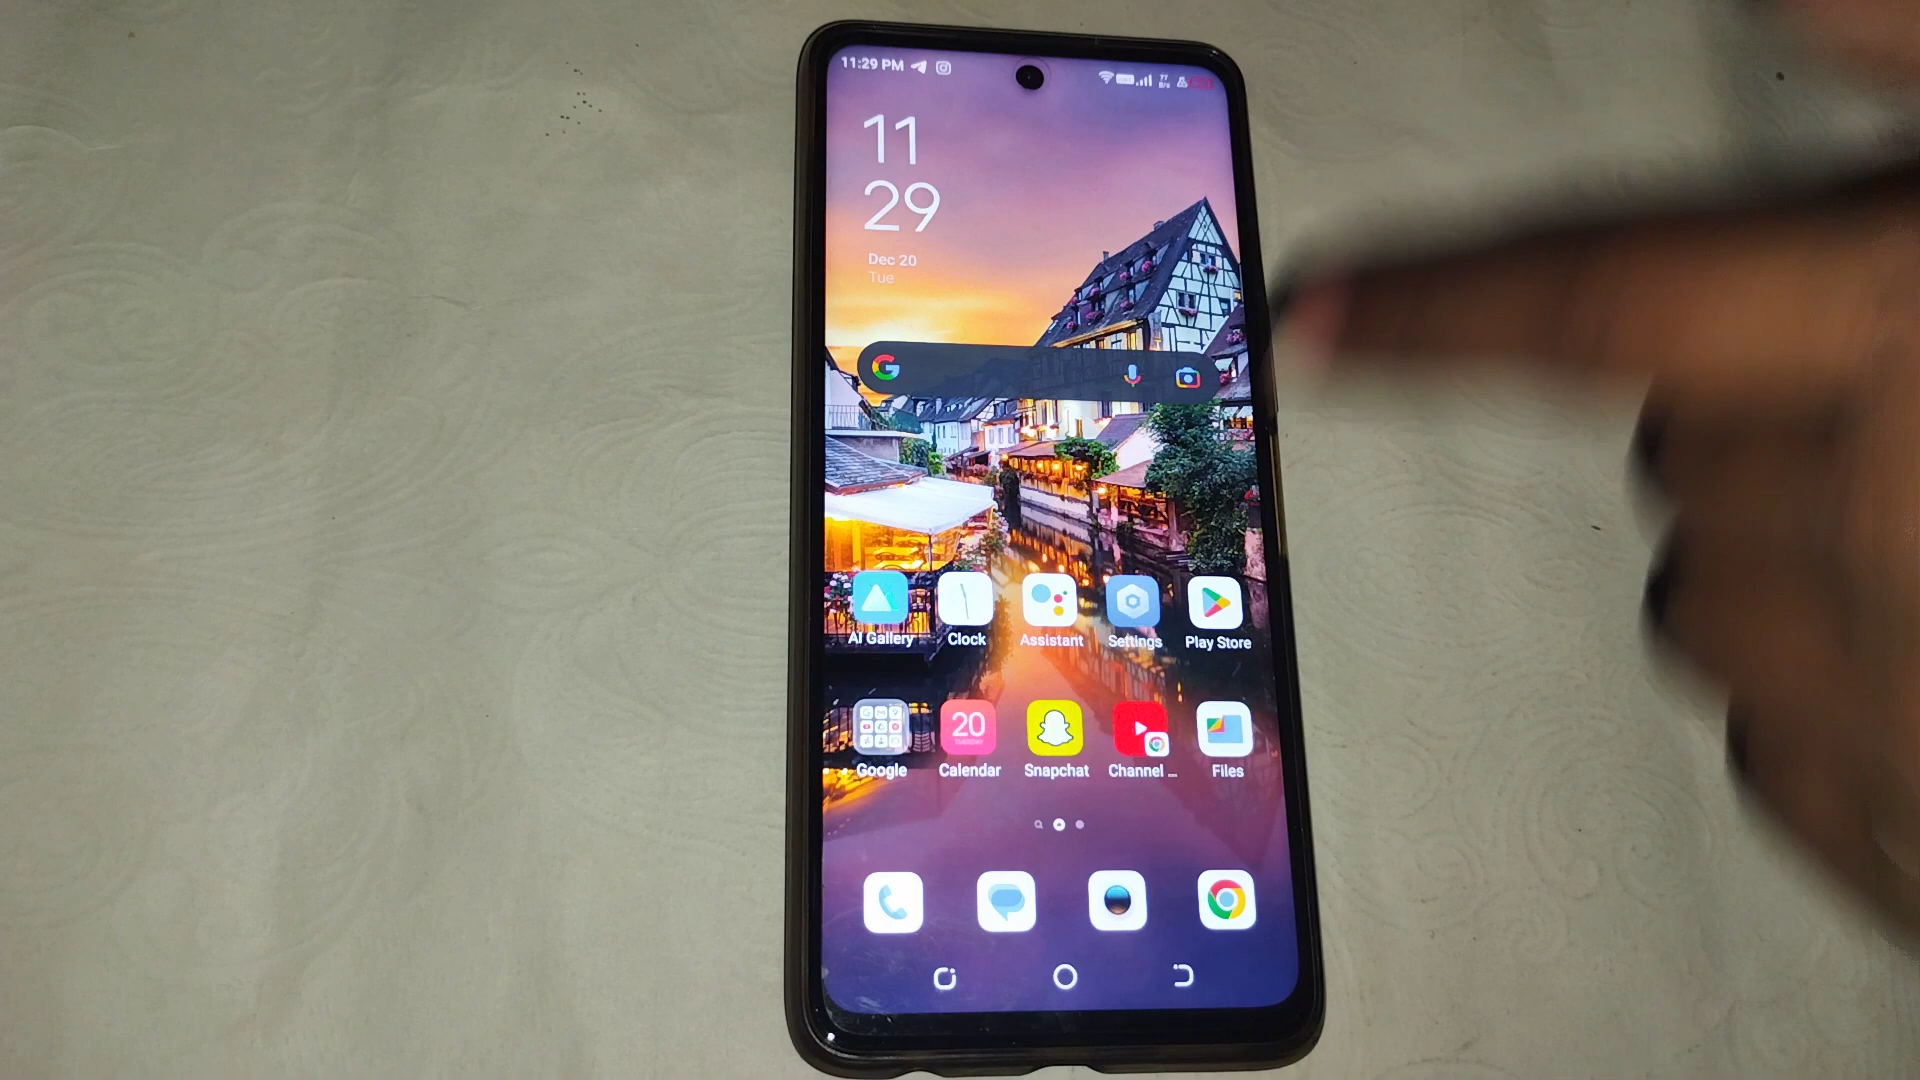 11:29 PM
11
29
Dec 20
Tue
AI Gallery Clock Assistant Settings Play Store
20
TUESDAY
Google Calendar Snapchat Channel ... Files